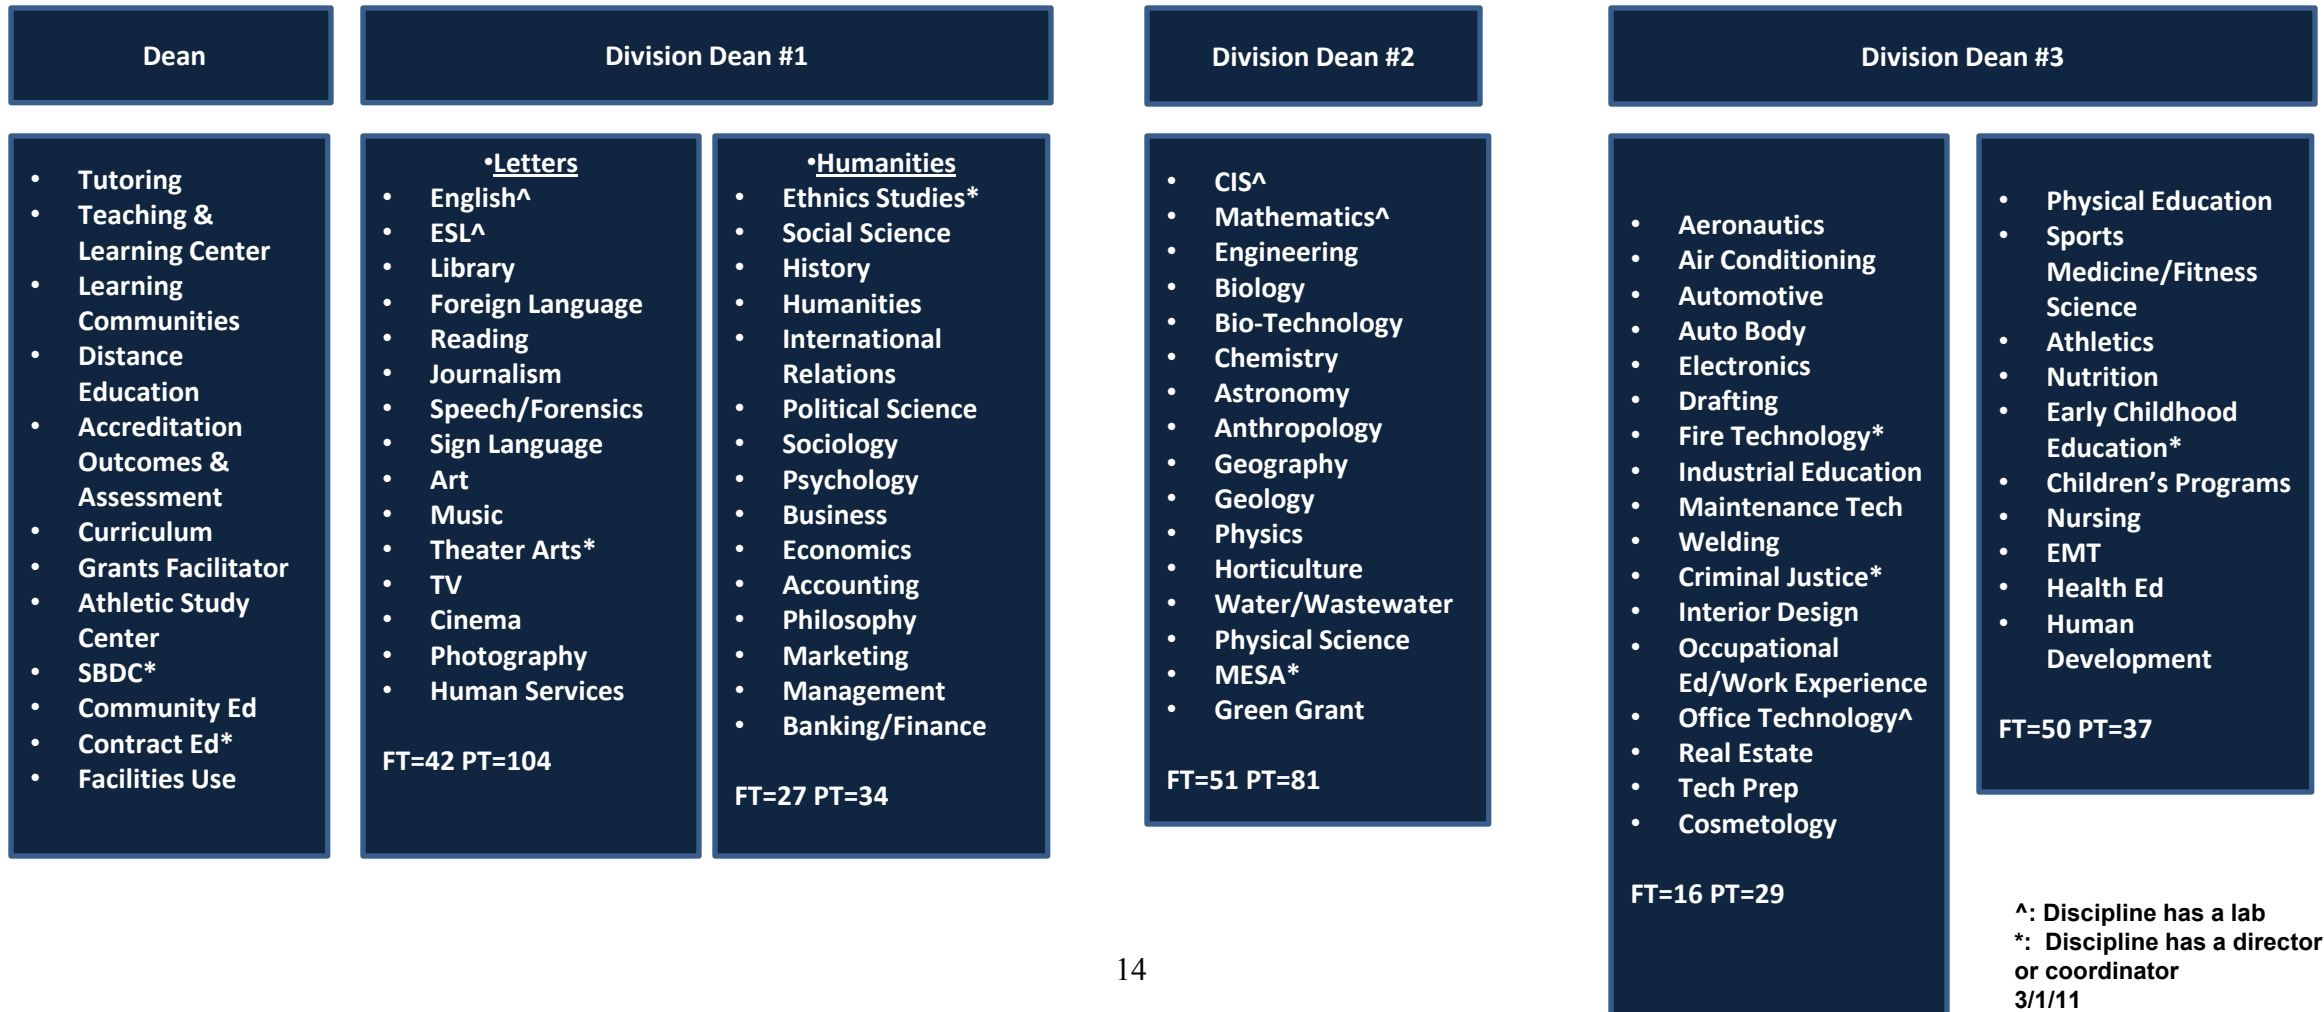 Dean
Division Dean #1
Division Dean #2
Division Dean #3
• Tutoring
• Teaching &
Learning Center
• Learning
Communities
• Distance
Education
• Accreditation
Outcomes &
Assessment
• Curriculum
• Grants Facilitator
• Athletic Study
Center
• SBDC*
• Community Ed
• Contract Ed*
• Facilities Use
•Letters
• English^
• ESL^
• Library
• Foreign Language
• Reading
• Journalism
• Speech/Forensics
• Sign Language
• Art
• Music
• Theater Arts*
• TV
• Cinema
• Photography
• Human Services
FT=42 PT=104
•Humanities
• Ethnics Studies*
• Social Science
• History
• Humanities
• International
Relations
• Political Science
• Sociology
• Psychology
• Business
• Economics
• Accounting
• Philosophy
• Marketing
• Management
• Banking/Finance
FT=27 PT=34
• CIS^
• Mathematics^
• Engineering
• Biology
• Bio-Technology
• Chemistry
• Astronomy
• Anthropology
• Geography
• Geology
• Physics
• Horticulture
• Water/Wastewater
• Physical Science
• MESA*
• Green Grant
FT=51 PT=81
• Aeronautics
• Air Conditioning
• Automotive
• Auto Body
• Electronics
• Drafting
• Fire Technology*
• Industrial Education
• Maintenance Tech
• Welding
• Criminal Justice*
• Interior Design
• Occupational
Ed/Work Experience
• Office Technology^
• Real Estate
• Tech Prep
• Cosmetology
FT=16 PT=29
• Physical Education
• Sports
Medicine/Fitness
Science
• Athletics
• Nutrition
• Early Childhood
Education*
• Children’s Programs
• Nursing
• EMT
• Health Ed
• Human
Development
FT=50 PT=37
^: Discipline has a lab
*: Discipline has a director
or coordinator
3/1/11
14